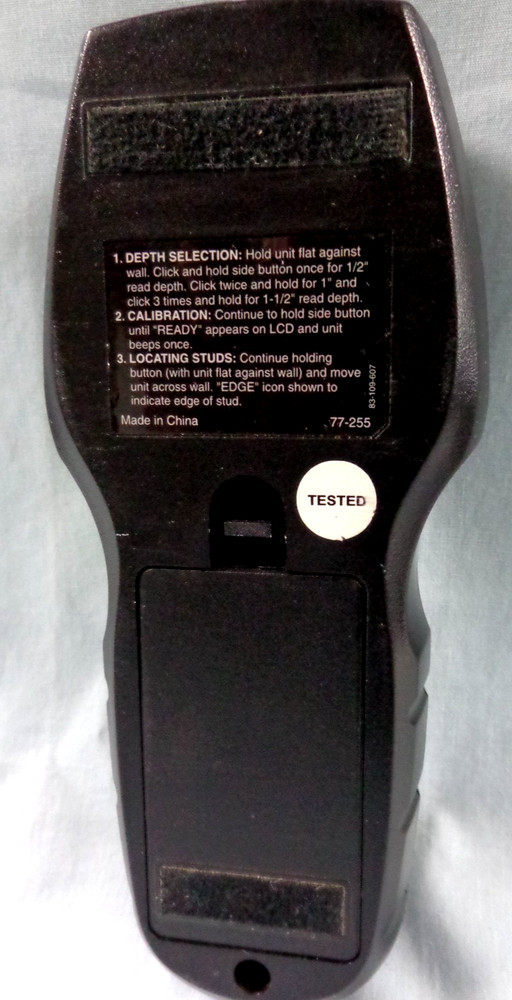 1. DEPTH SELECTION: Hold unit flat against
wall. Click and hold side button once for 1/2"
read depth. Click twice and hold for 1" and
click 3 times and hold for 1-1/2" read depth.
2. CALIBRATION: Continue to hold side button
until "READY" appears on LCD and unit
beeps once.
3. LOCATING STUDS: Continue holding
button (with unit flat against wall) and move
unit across wall. "EDGE" icon shown to
indicate edge of stud.
83-109-607
Made in China 77-255
TESTED